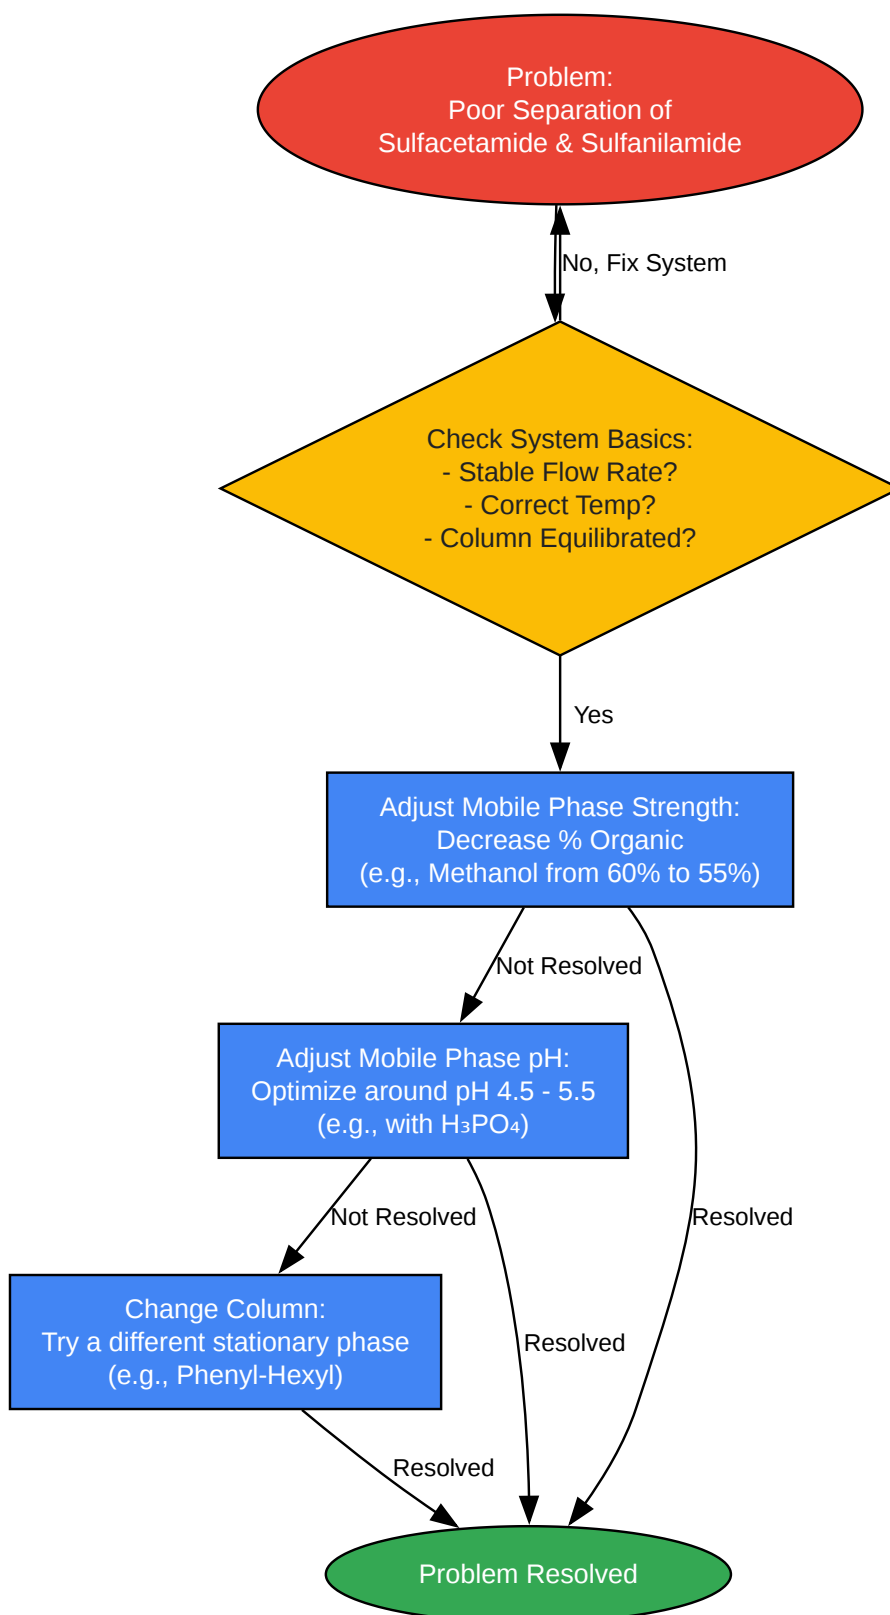 Problem:
Poor Separation of
Sulfacetamide & Sulfanilamide
No, Fix System
Check System Basics:
- Stable Flow Rate?
- Correct Temp?
- Column Equilibrated?
Yes
Adjust Mobile Phase Strength:
Decrease % Organic
(e.g., Methanol from 60% to 55%)
Not Resolved
Adjust Mobile Phase pH:
Optimize around pH 4.5 - 5.5
(e.g., with H₃PO₄)
Not Resolved
Resolved
Change Column:
Try a different stationary phase
(e.g., Phenyl-Hexyl)
Resolved
Resolved
Problem Resolved